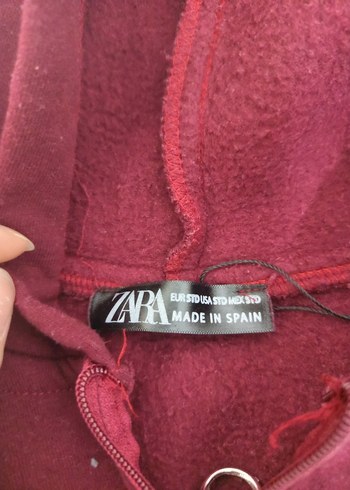 ZARA
EUR STD USA STD MEX STD
MADE IN SPAIN